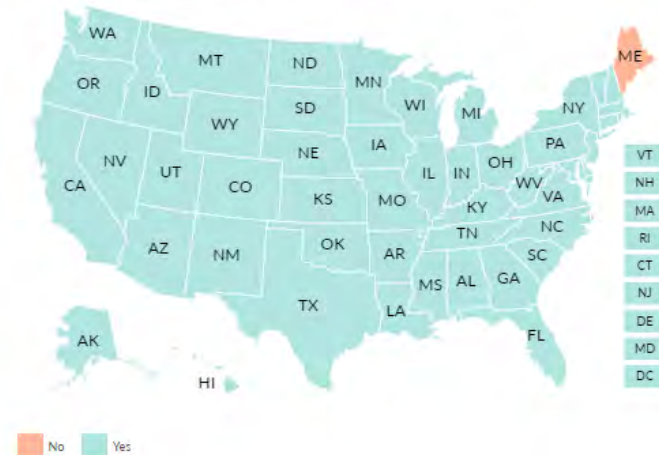 WA
MT
ND
ME
OR
ID
MN
SD
WI
MI
NY
WY
IA
PA
NE
NV
UT
IL
IN
OH
VT
CA
CO
WV
NH
KS
MO
VA
KY
MA
NC
TN
RI
OK
AZ
NM
AR
SC
CT
MS
AL
GA
NJ
TX
LA
DE
FL
AK
MD
DC
HI
No
Yes